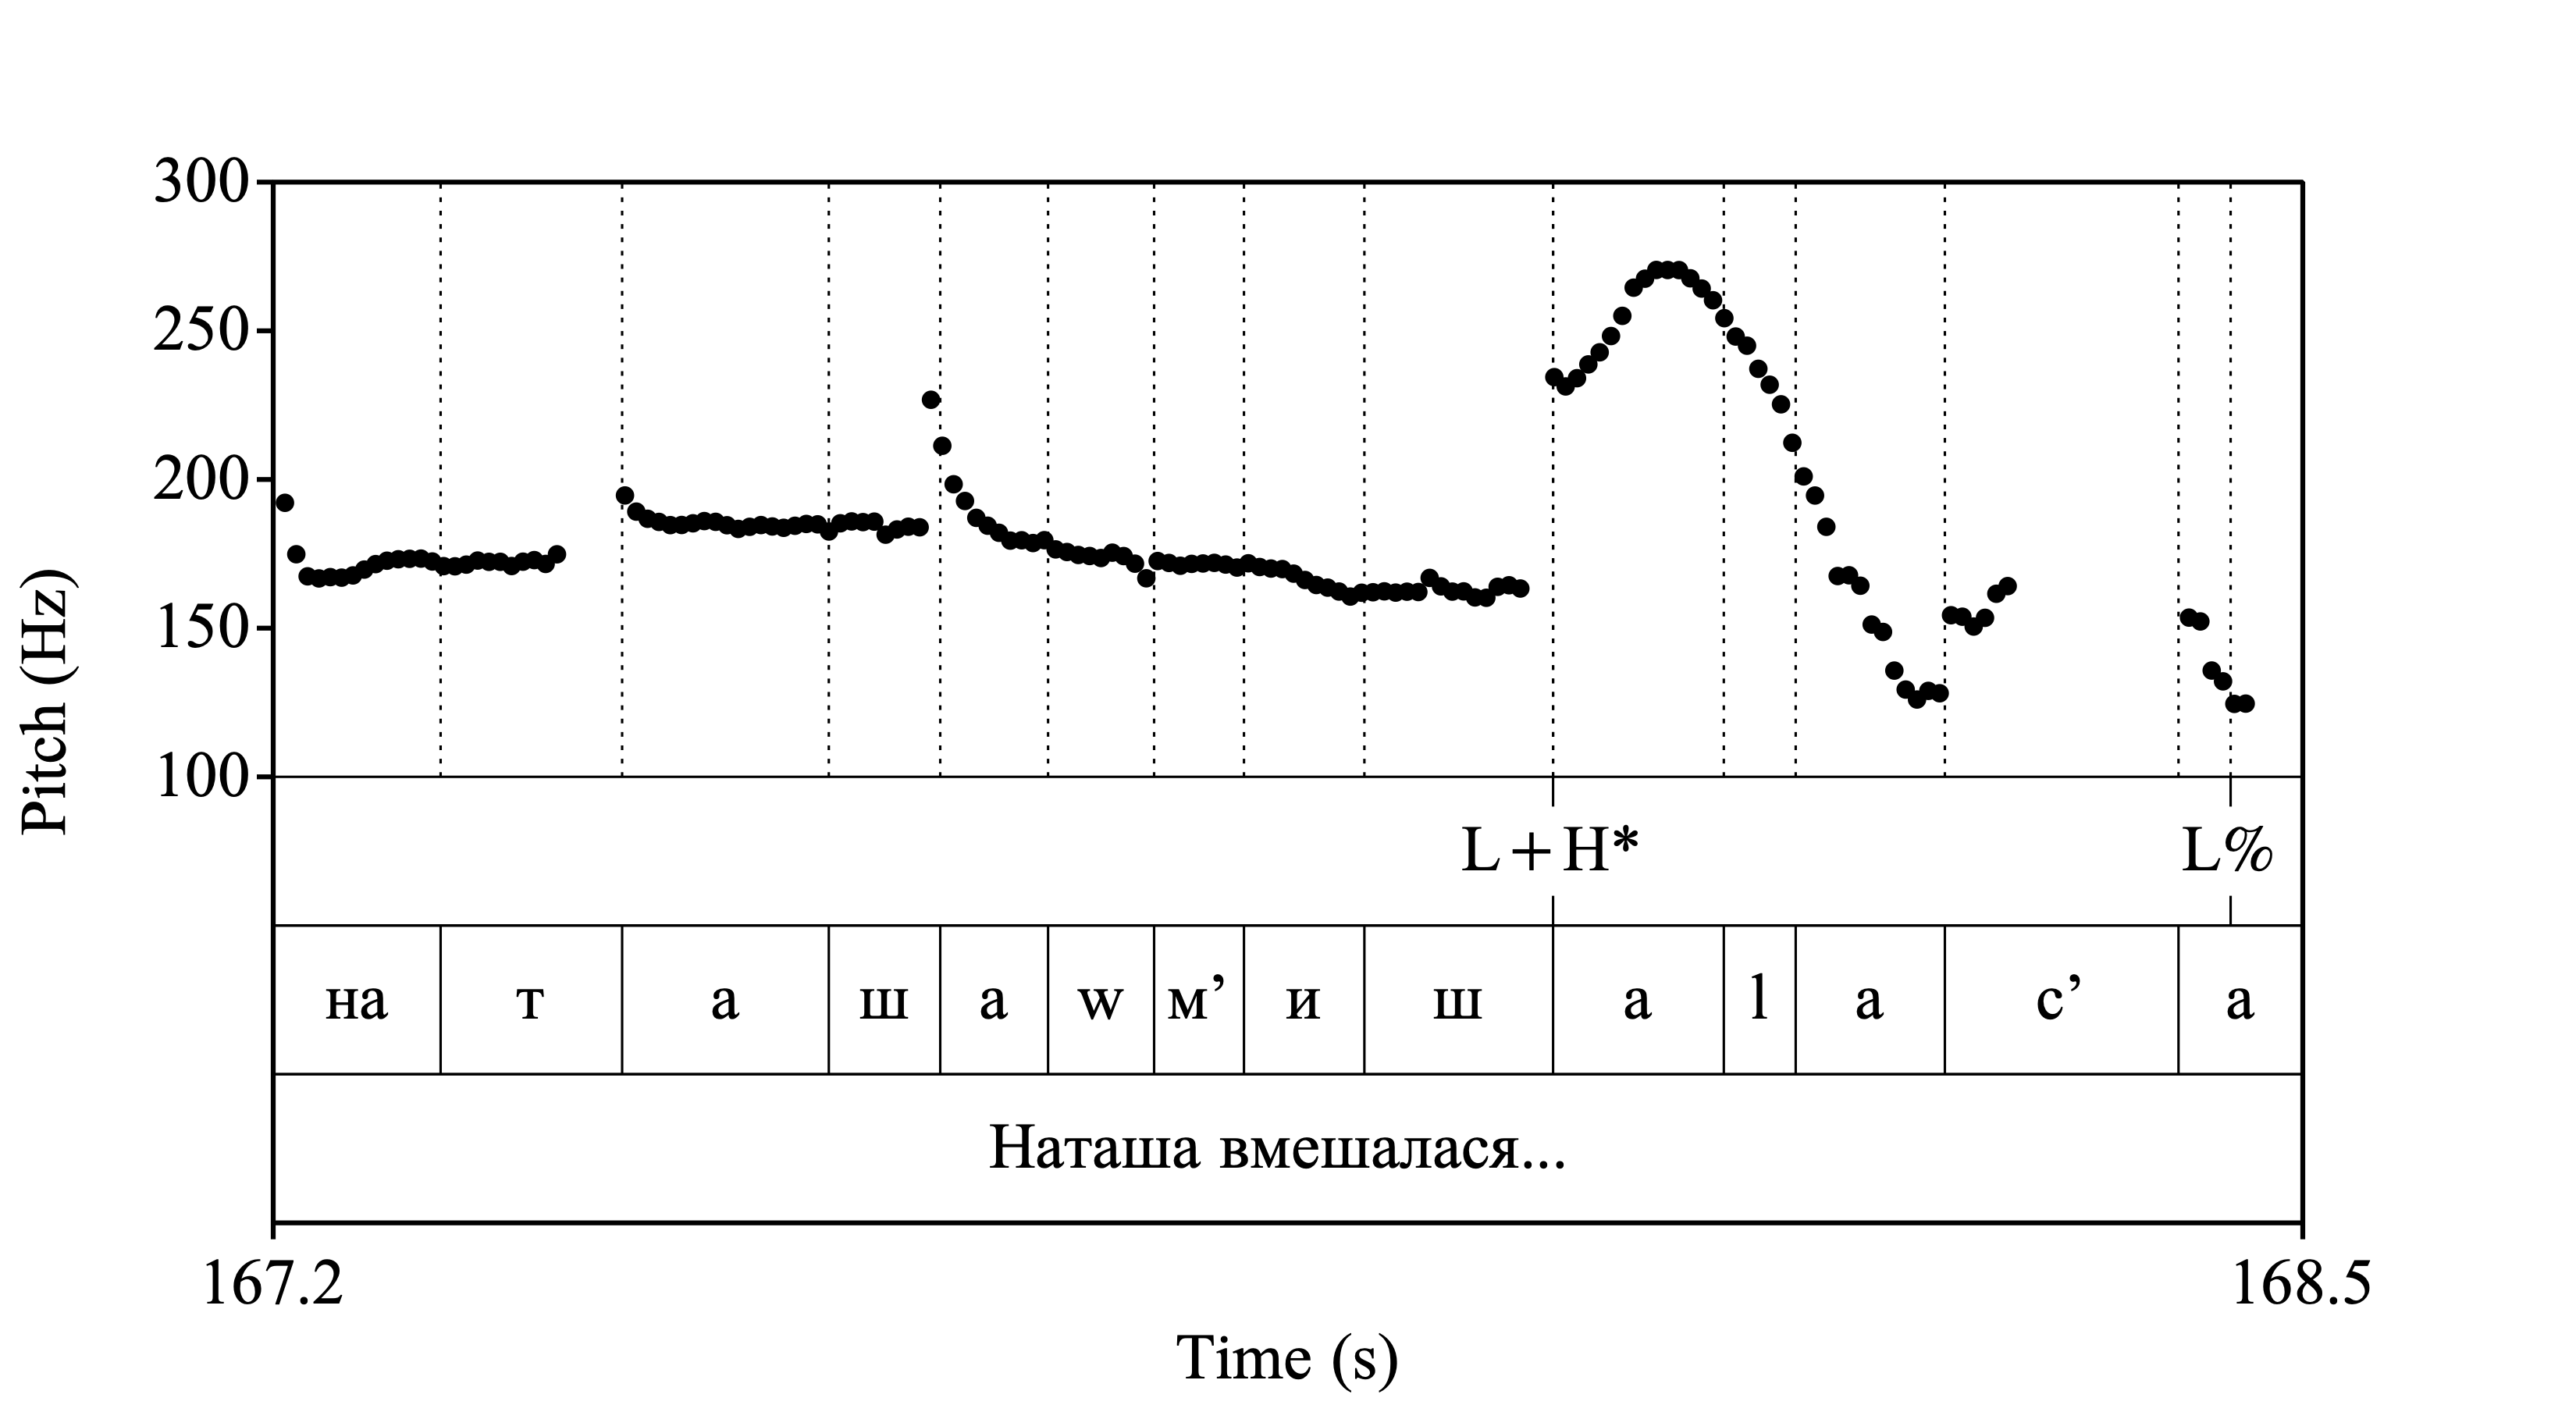 300
250
200
150
100
Pitch (Hz)
L+H* L%
на т а ш а w м’ и ш а l а с’ а
Наташа вмешалася...
167.2 168.5
Time (s)